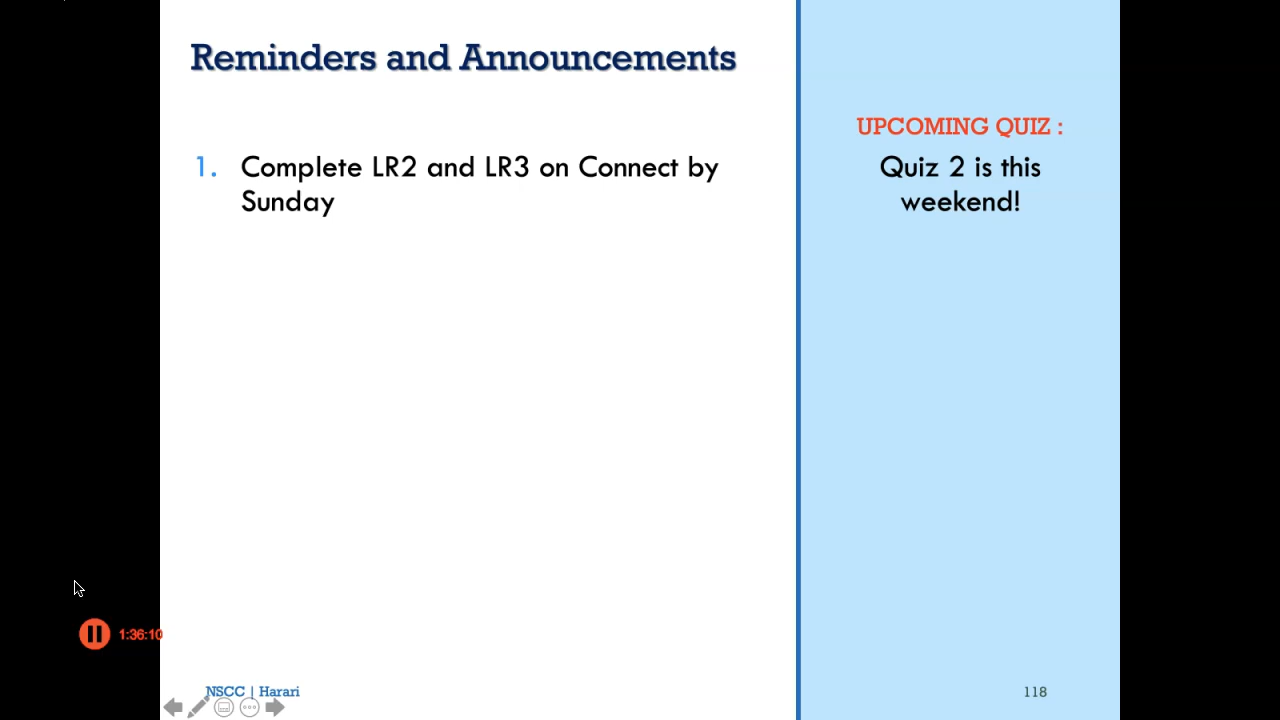 Reminders and Announcements
1. Complete LR2 and LR3 on Connect by
Sunday
UPCOMING QUIZ :
Quiz 2 is this
weekend!
1:36:10
NSCC | Harari
118